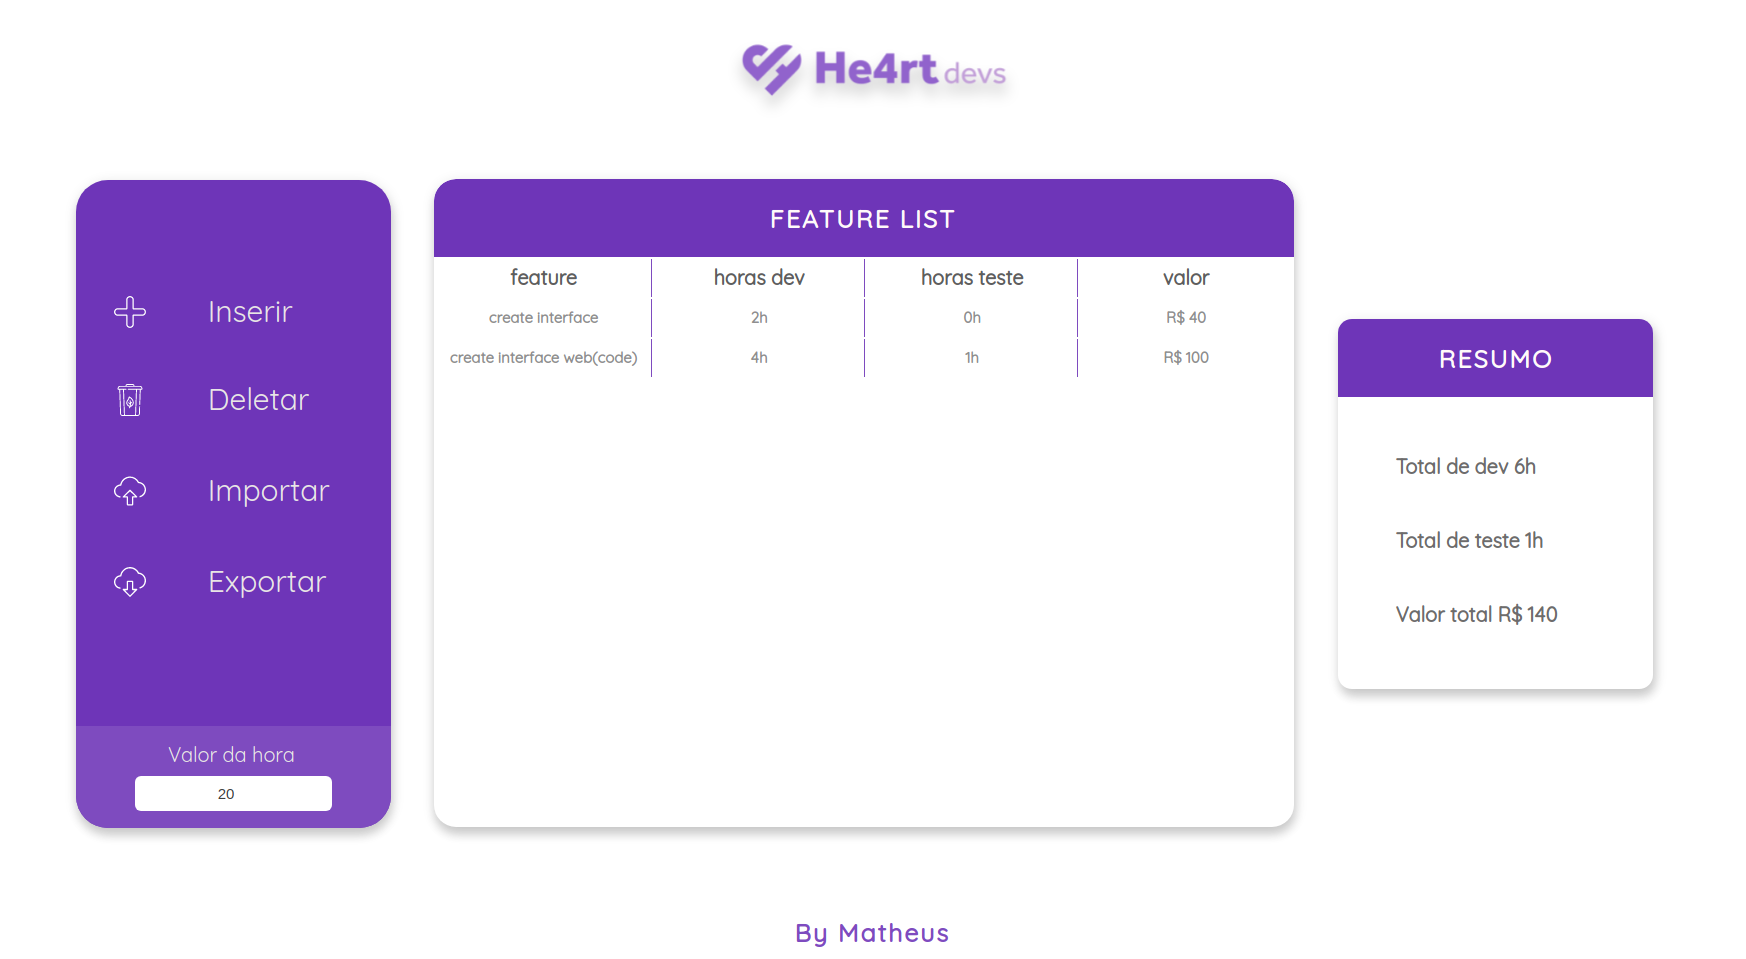 He4rt devs
Inserir
Deletar
Importar
Exportar
Valor da hora
20
FEATURE LIST
feature horas dev horas teste valor
create interface 2h 0h R$ 40
create interface web(code) 4h 1h R$ 100
RESUMO
Total de dev 6h
Total de teste 1h
Valor total R$ 140
By Matheus